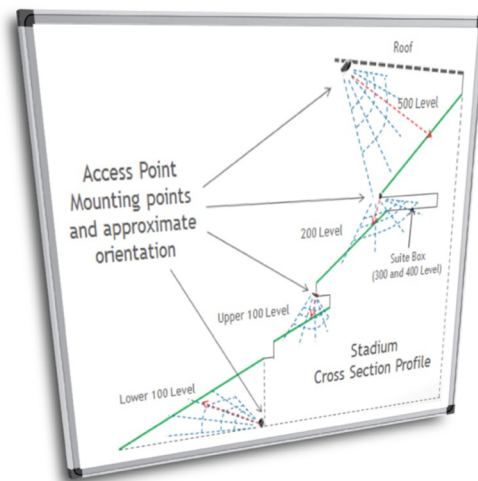 Roof
500 Level
Access Point
Mounting points
and approximate
orientation
200 Level
Suite Box
(300 and 400 Level)
Upper 100 Level
Stadium
Cross Section Profile
Lower 100 Level